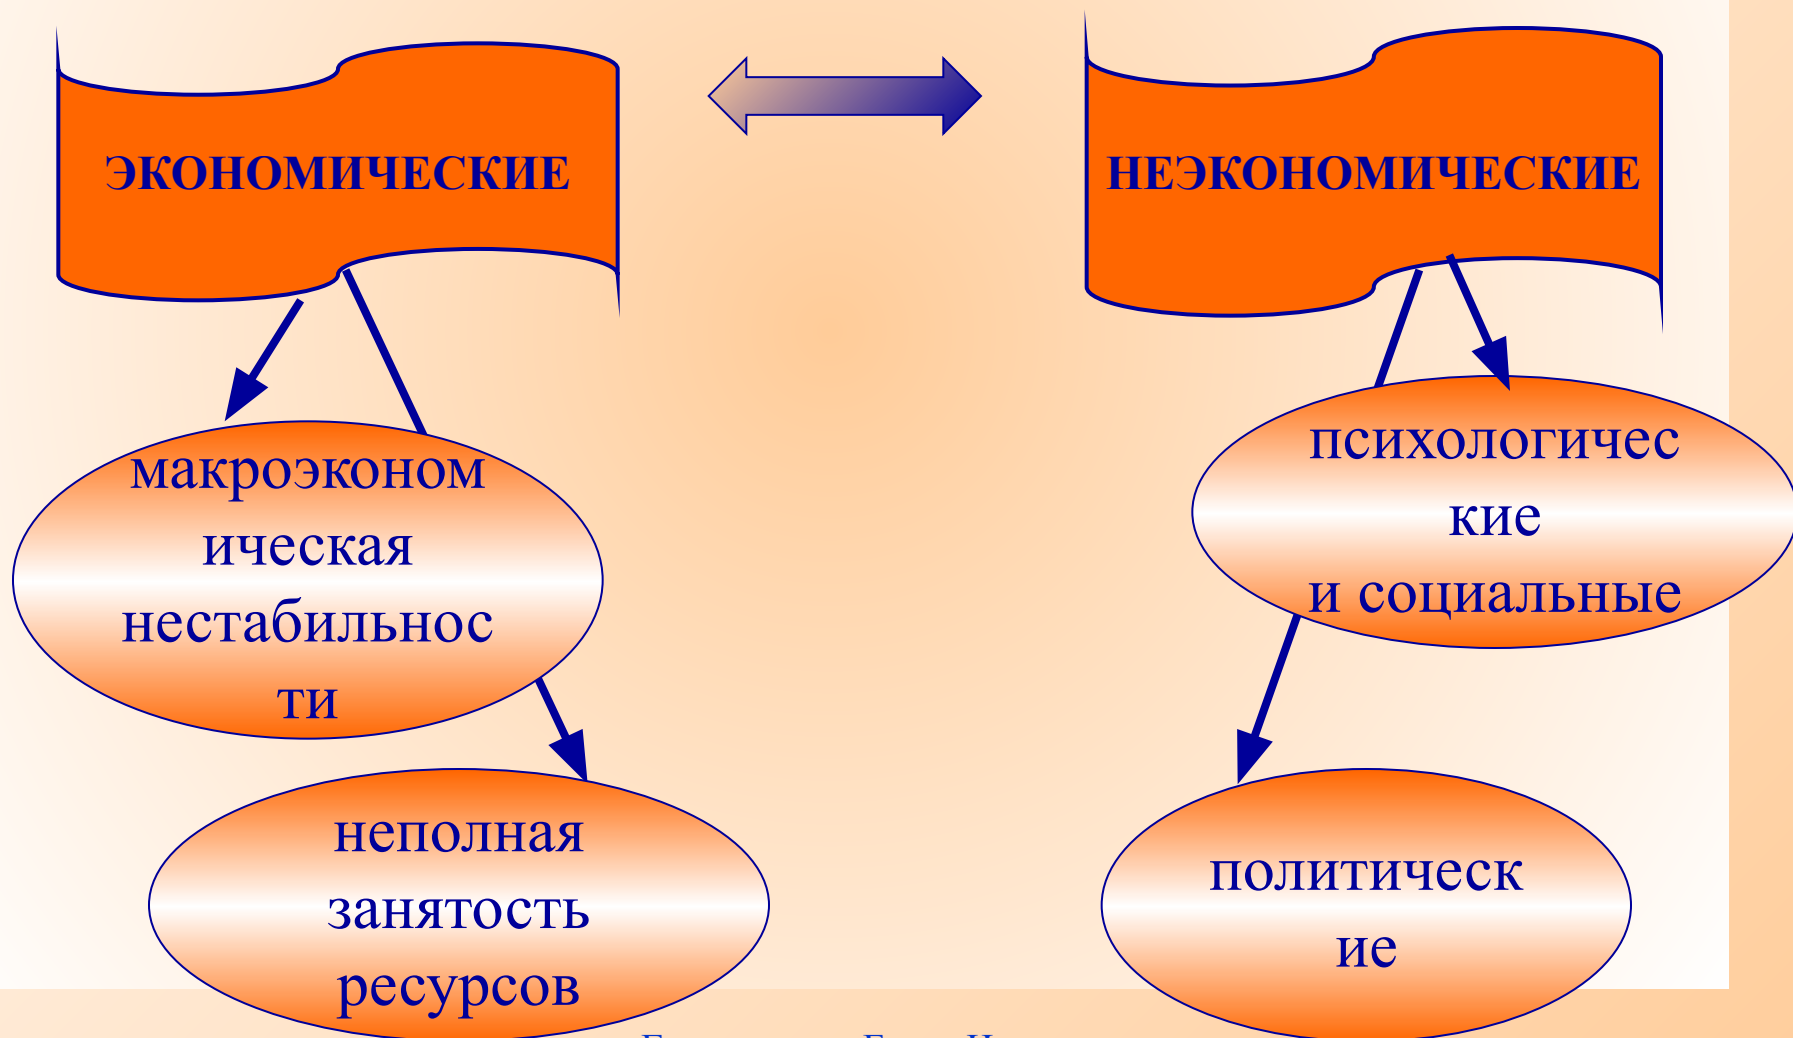 ЭКОНОМИЧЕСКИЕ
НЕЭКОНОМИЧЕСКИЕ
макроэконом
ическая
нестабильнос
ти
психологичес
кие
и социальные
неполная
занятость
ресурсов
политическ
ие